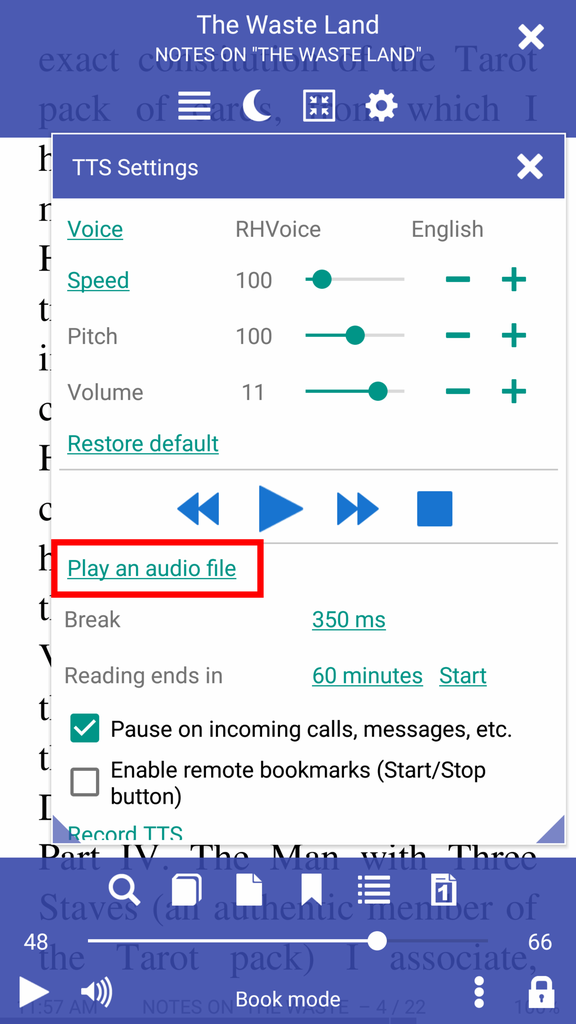 The Waste Land
NOTES ON "THE WASTE LAND"
exact constitution of the Tarot
pack of cards, from which I
TTS Settings
Voice RHVoice English
Speed 100
Pitch 100
Volume 11
Restore default
Play an audio file
Break 350 ms
Reading ends in 60 minutes Start
Pause on incoming calls, messages, etc.
Enable remote bookmarks (Start/Stop
button)
Record TTS
Part IV. The Man with Three
1
Staves (an authentic member of
48 66
the Tarot pack) I associate,
Book mode
11:57 AM NOTES ON "THE WASTE – 4 / 22 100%